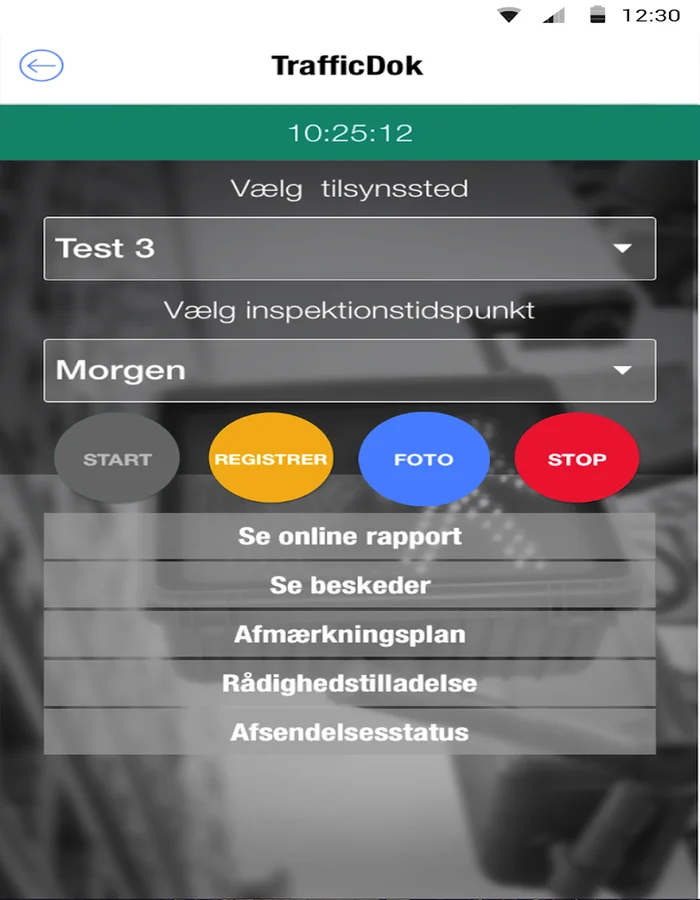 12:30
TrafficDok
10:25:12
Vælg tilsynssted
Test 3
Vælg inspektionstidspunkt
Morgen
START REGISTRER FOTO STOP
Se online rapport
Se beskeder
Afmærkningsplan
Rådighedstilladelse
Afsendelsesstatus